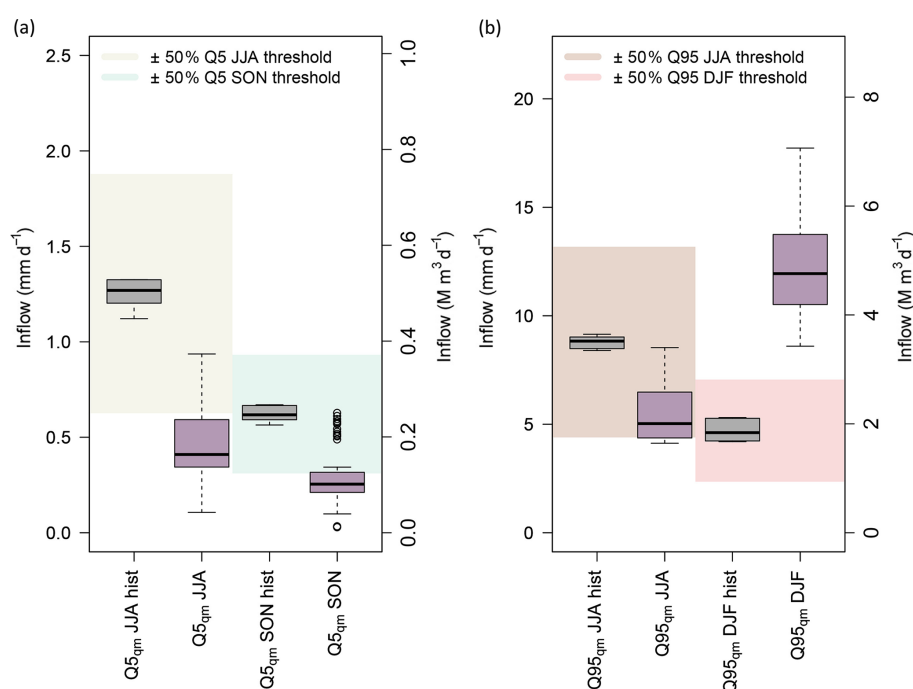 (a)
± 50% Q5 JJA threshold
± 50% Q5 SON threshold
Inflow (mm d⁻¹)
2.5
2.0
1.5
1.0
0.5
0.0
1.0
0.8
0.6
0.4
0.2
0.0
Inflow (M m³ d⁻¹)
Q5qm JJA hist
Q5qm JJA
Q5qm SON hist
Q5qm SON
(b)
± 50% Q95 JJA threshold
± 50% Q95 DJF threshold
Inflow (mm d⁻¹)
20
15
10
5
0
8
6
4
2
0
Inflow (M m³ d⁻¹)
Q95qm JJA hist
Q95qm JJA
Q95qm DJF hist
Q95qm DJF